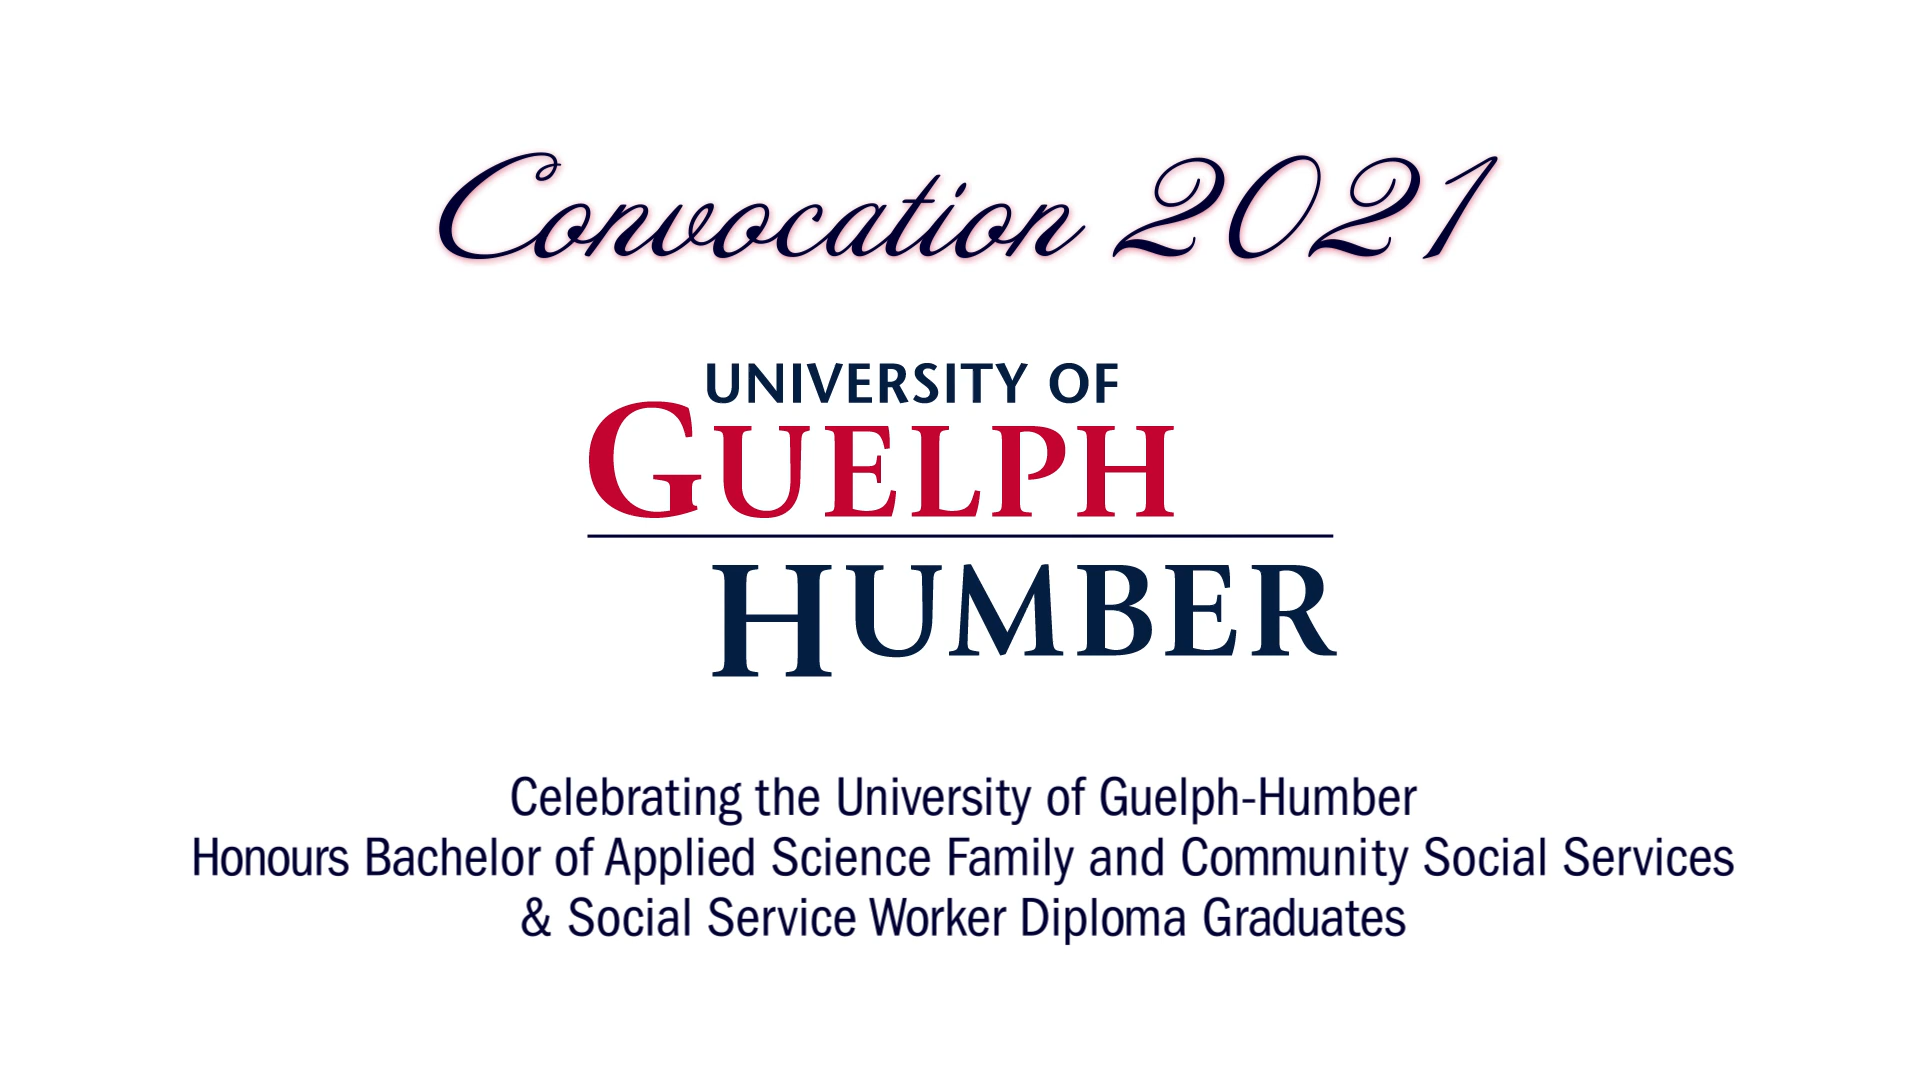 Convocation 2021
UNIVERSITY OF
GUELPH
HUMBER
Celebrating the University of Guelph-Humber
Honours Bachelor of Applied Science Family and Community Social Services
& Social Service Worker Diploma Graduates